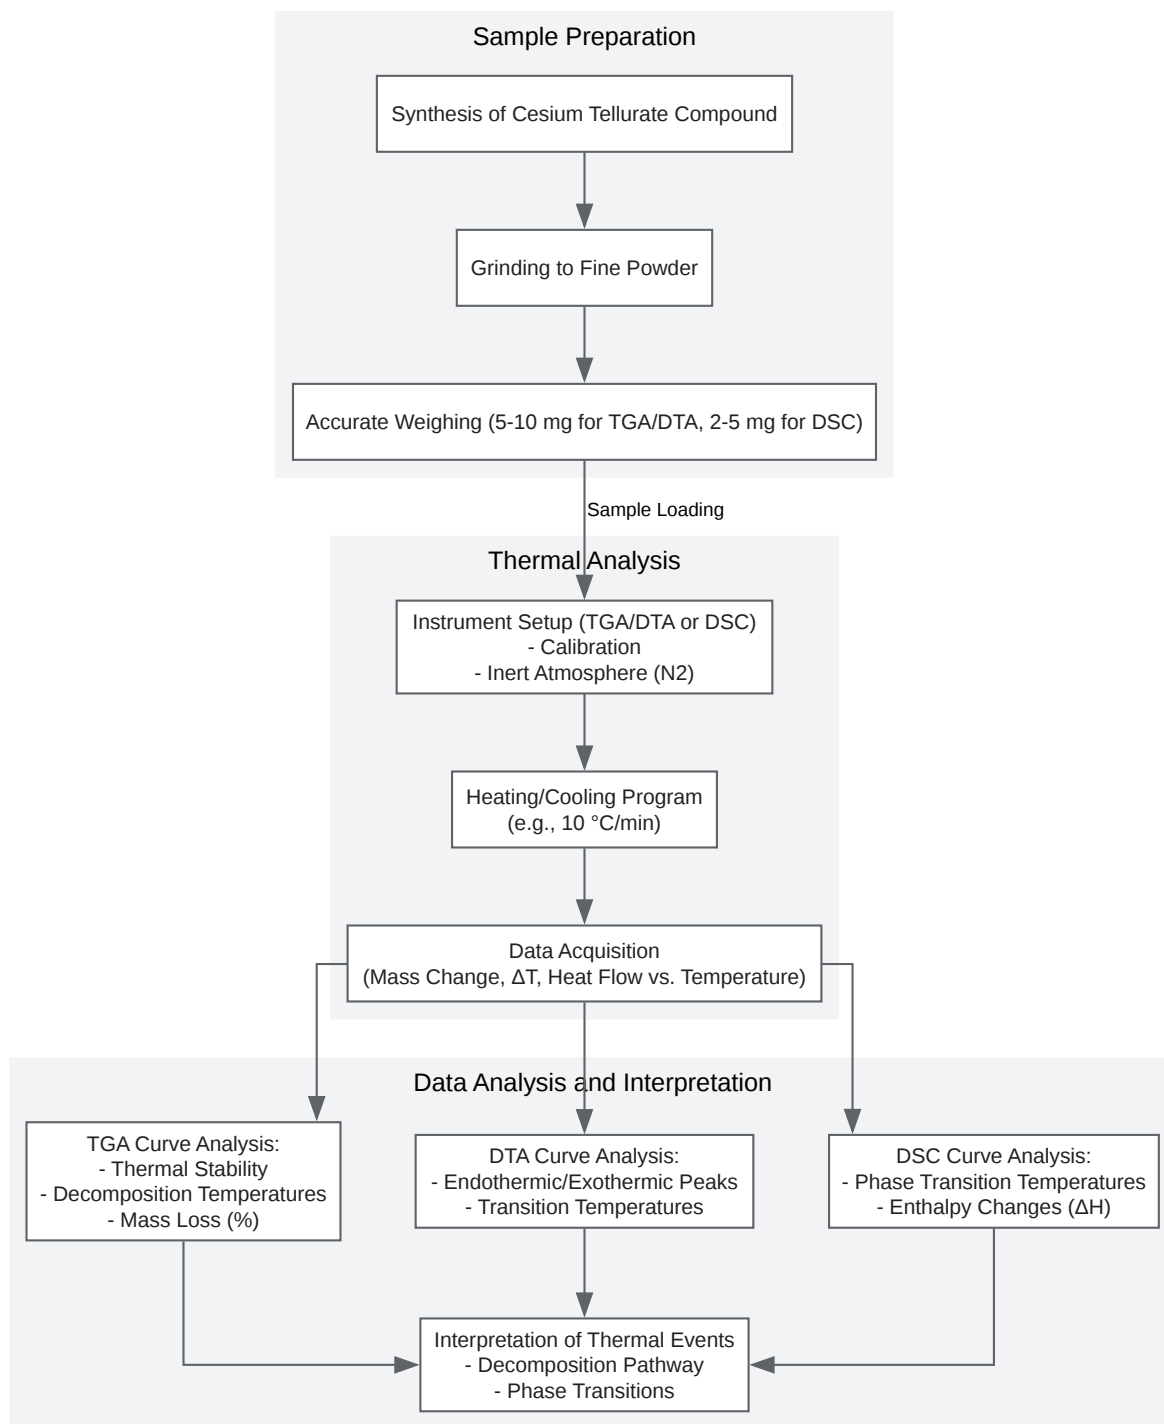 Sample Preparation
Synthesis of Cesium Tellurate Compound
Grinding to Fine Powder
Accurate Weighing (5-10 mg for TGA/DTA, 2-5 mg for DSC)
Sample Loading
Thermal Analysis
Instrument Setup (TGA/DTA or DSC)
- Calibration
- Inert Atmosphere (N2)
Heating/Cooling Program
(e.g., 10 °C/min)
Data Acquisition
(Mass Change, ΔT, Heat Flow vs. Temperature)
Data Analysis and Interpretation
TGA Curve Analysis:
- Thermal Stability
- Decomposition Temperatures
- Mass Loss (%)
DTA Curve Analysis:
- Endothermic/Exothermic Peaks
- Transition Temperatures
DSC Curve Analysis:
- Phase Transition Temperatures
- Enthalpy Changes (ΔH)
Interpretation of Thermal Events
- Decomposition Pathway
- Phase Transitions